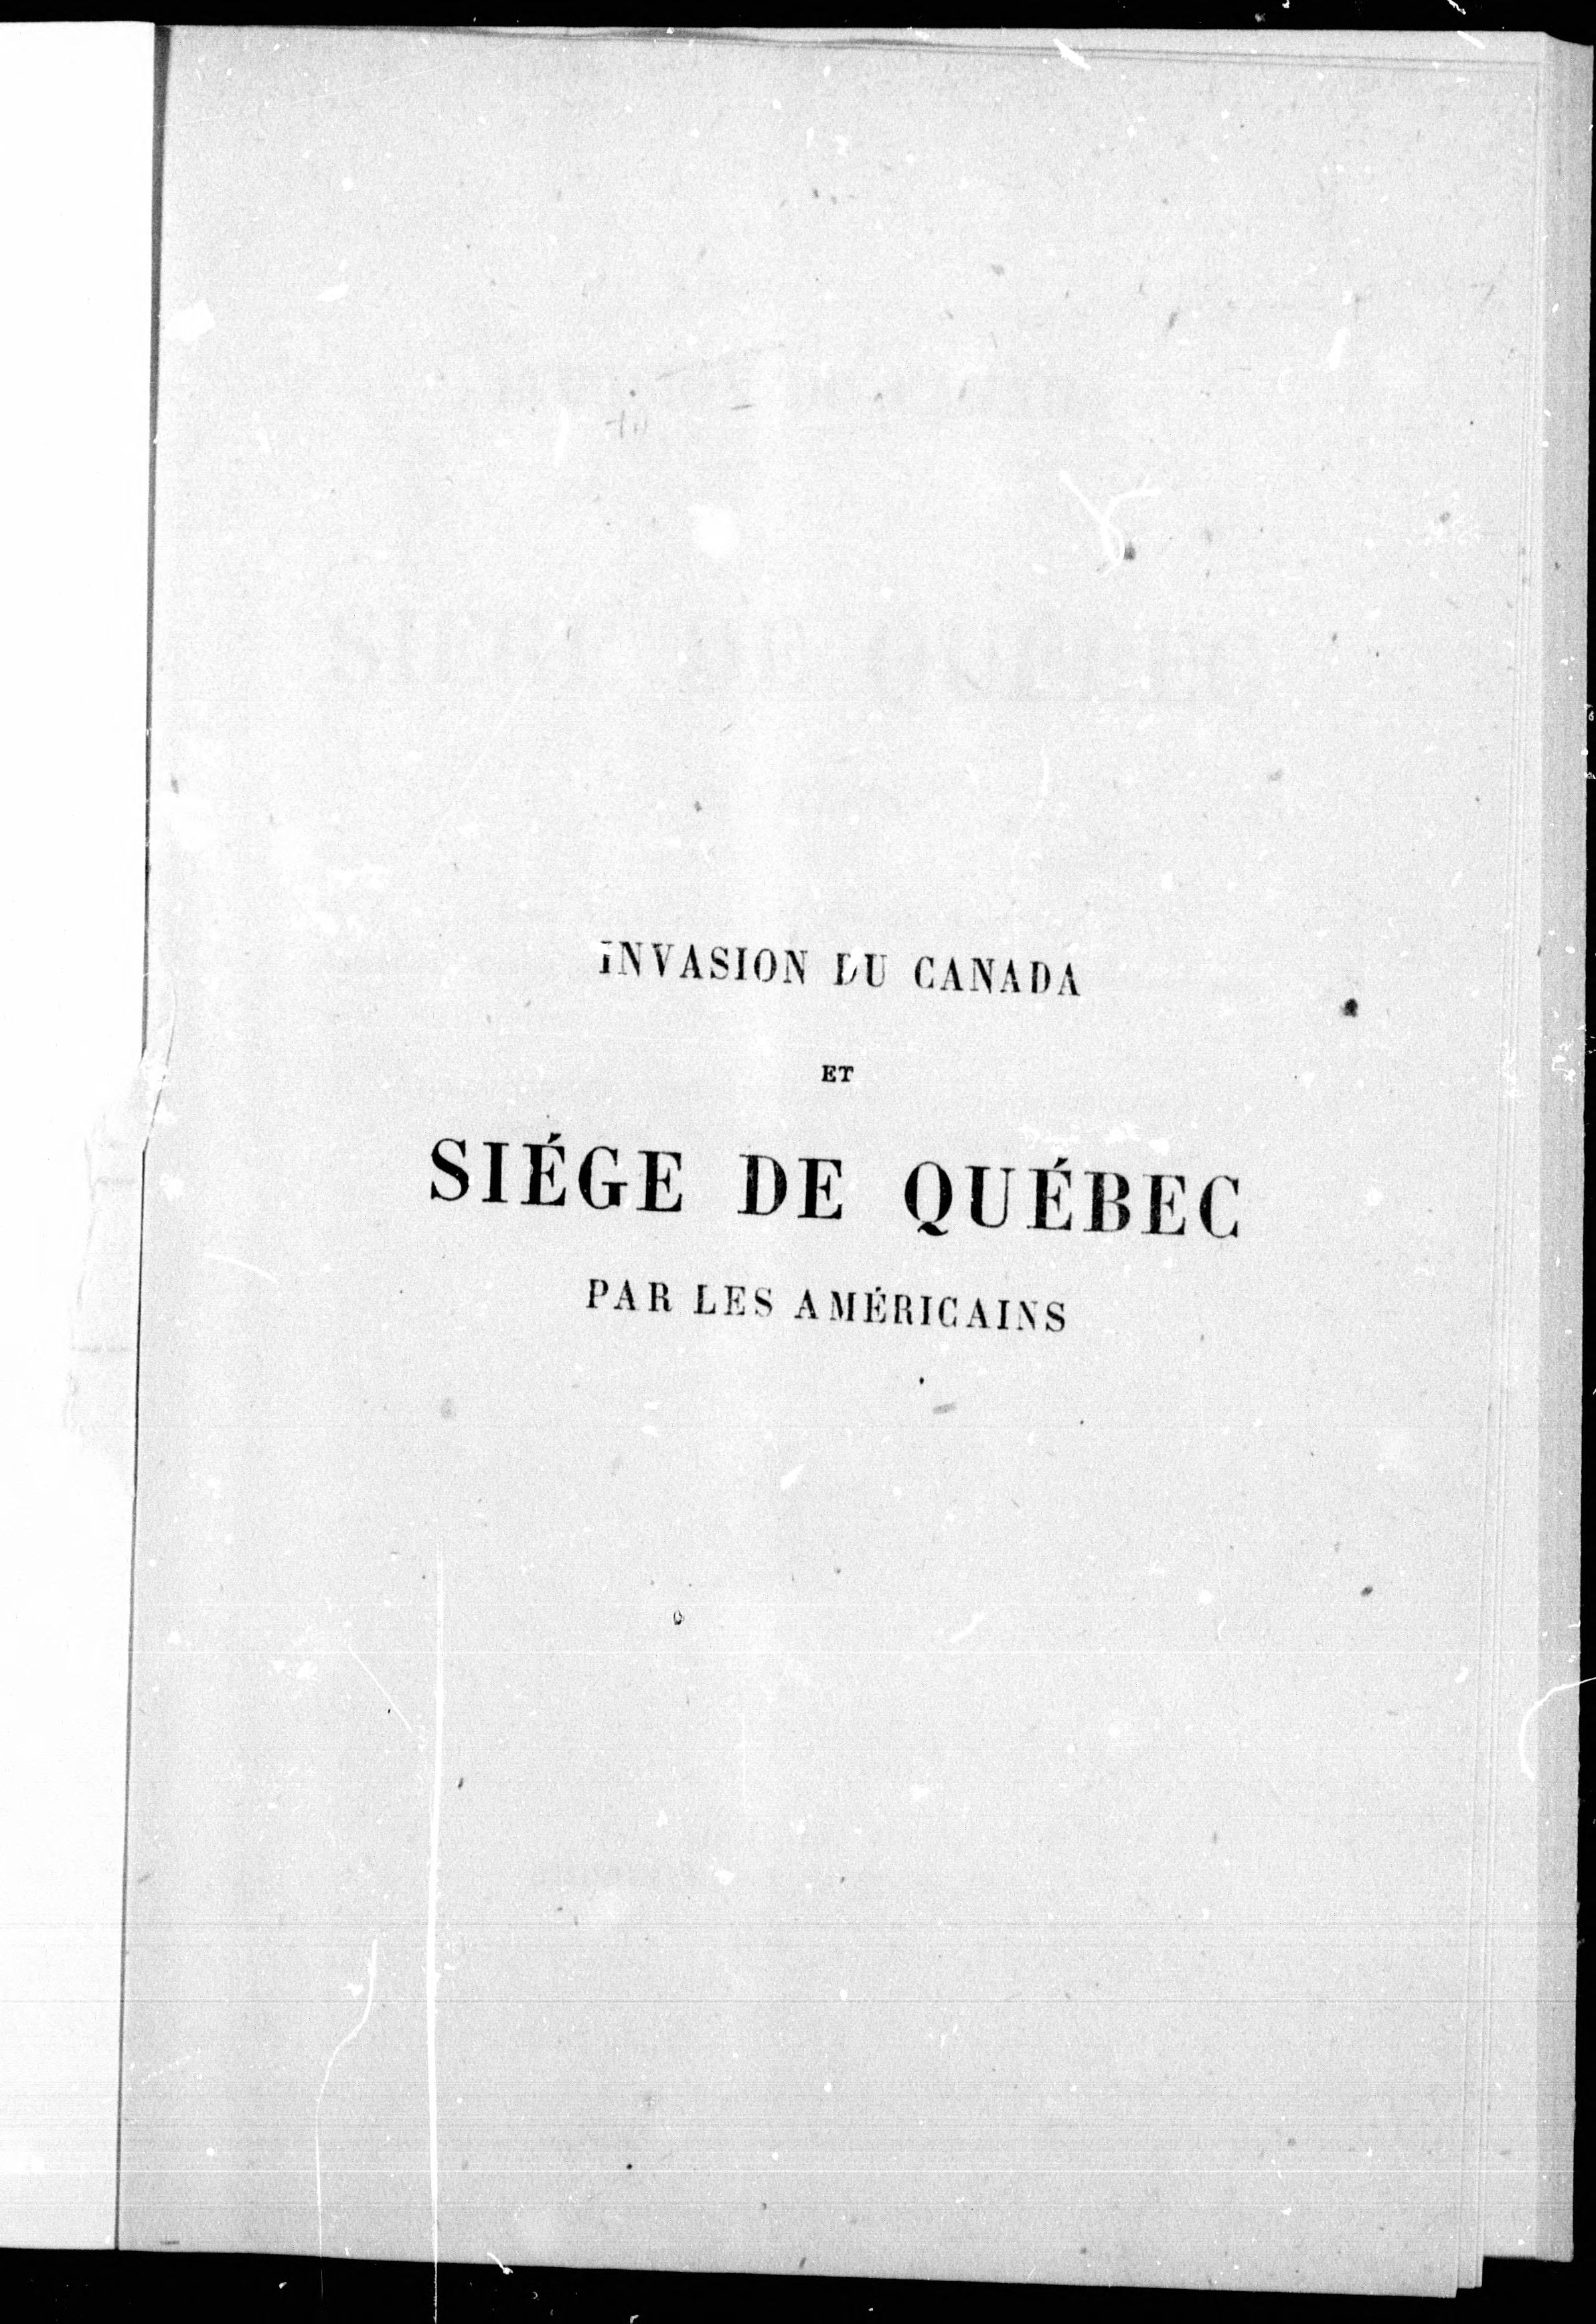 INVASION DU CANADA
ET
SIÉGE DE QUÉBEC
PAR LES AMÉRICAINS